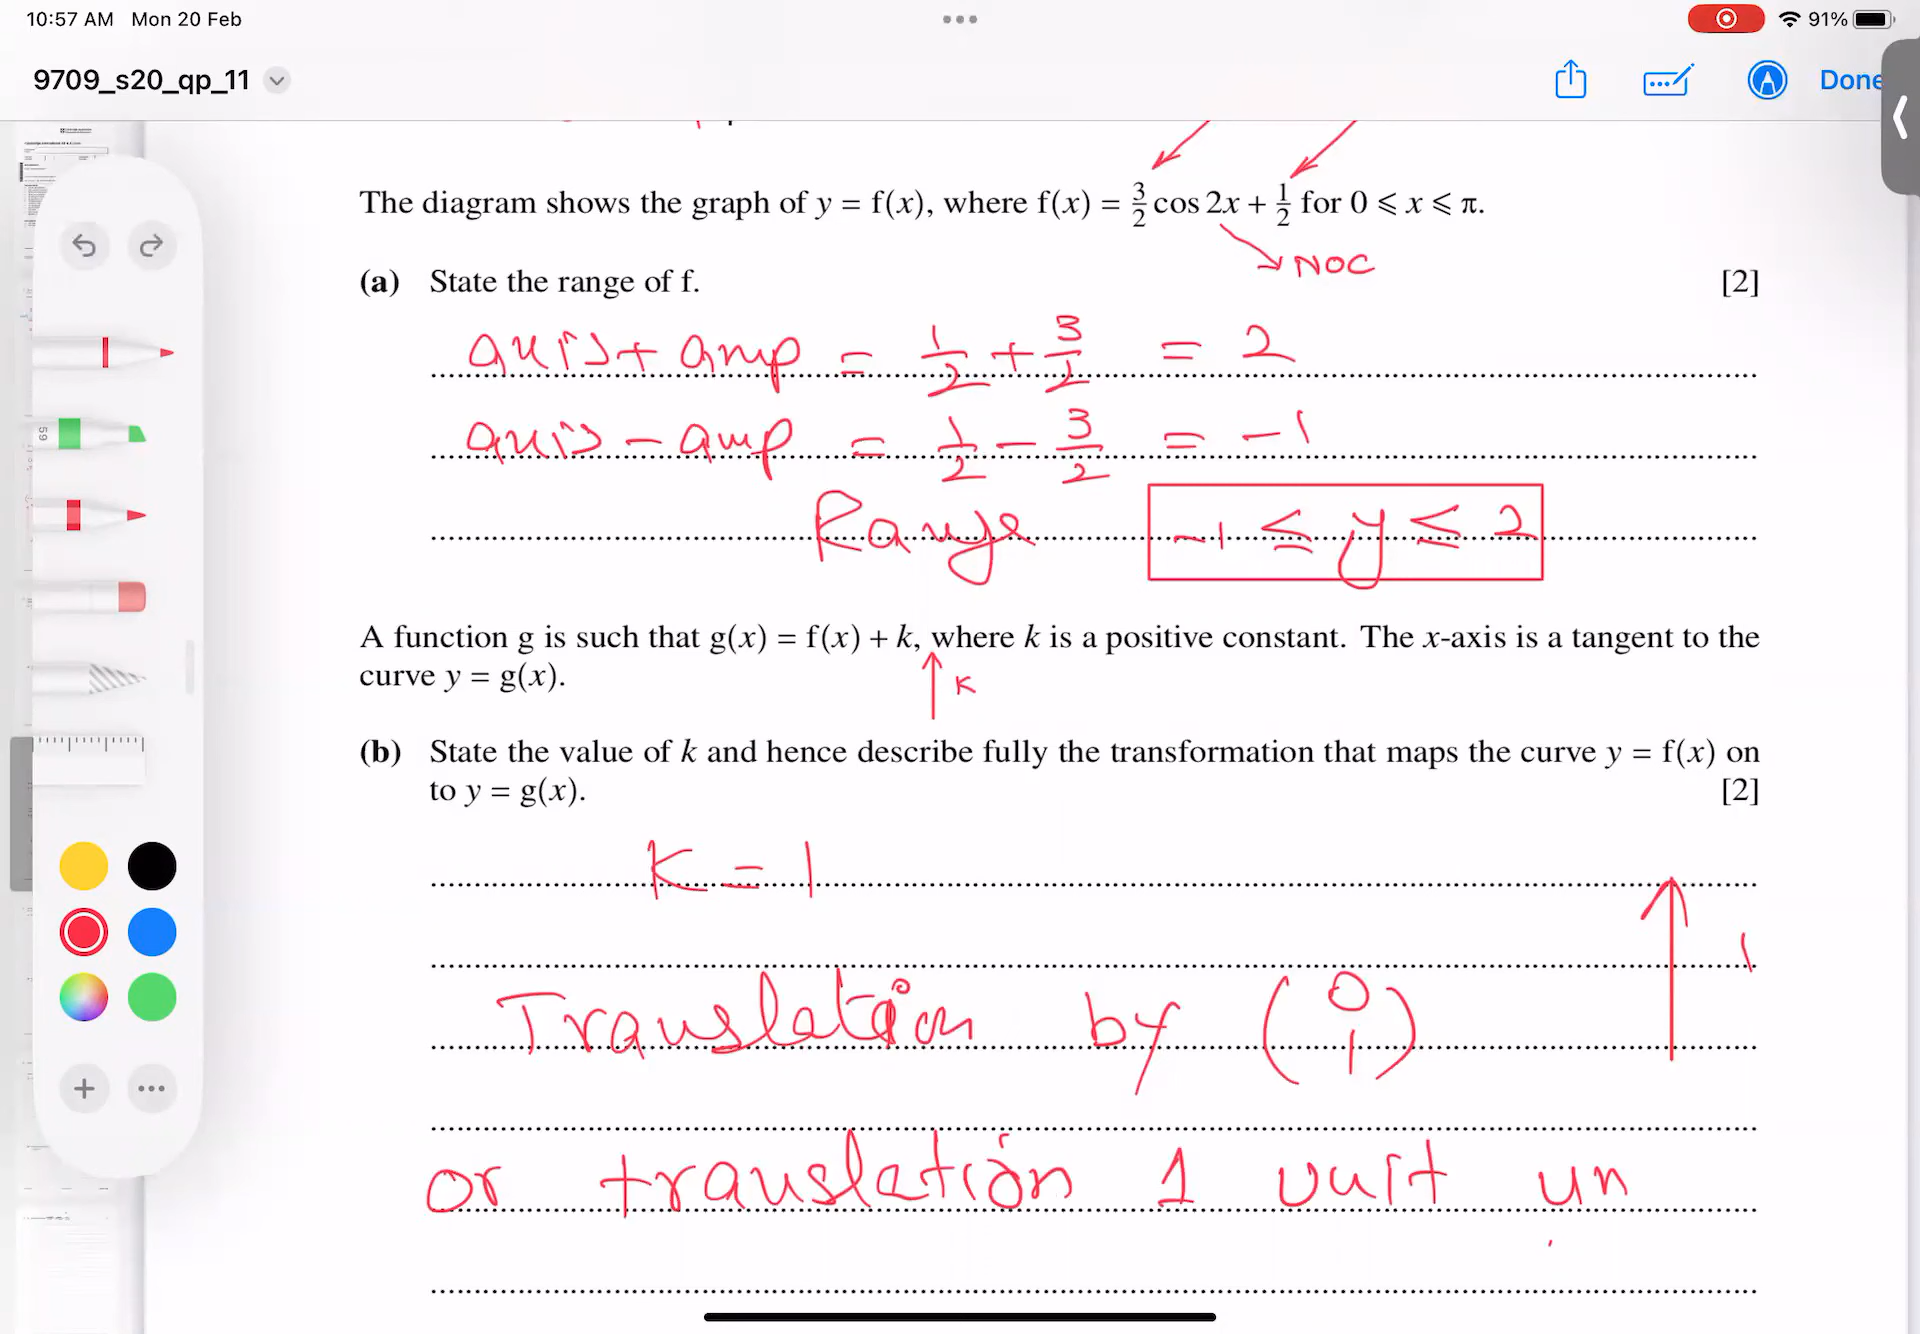 10:57 AM Mon 20 Feb
91%
9709_s20_qp_11
Done
The diagram shows the graph of y = f(x), where f(x) = 3/2 cos 2x + 1/2 for 0 ⩽ x ⩽ π.
NOC
(a) State the range of f. [2]
axis + amp = 1/2 + 3/2 = 2
axis - amp = 1/2 - 3/2 = -1
Range -1 ≤ y ≤ 2
A function g is such that g(x) = f(x) + k, where k is a positive constant. The x-axis is a tangent to the
curve y = g(x).
↑ K
(b) State the value of k and hence describe fully the transformation that maps the curve y = f(x) on
to y = g(x). [2]
K = 1
↑ 1
Translation by (0 1)
or translation 1 unit
59